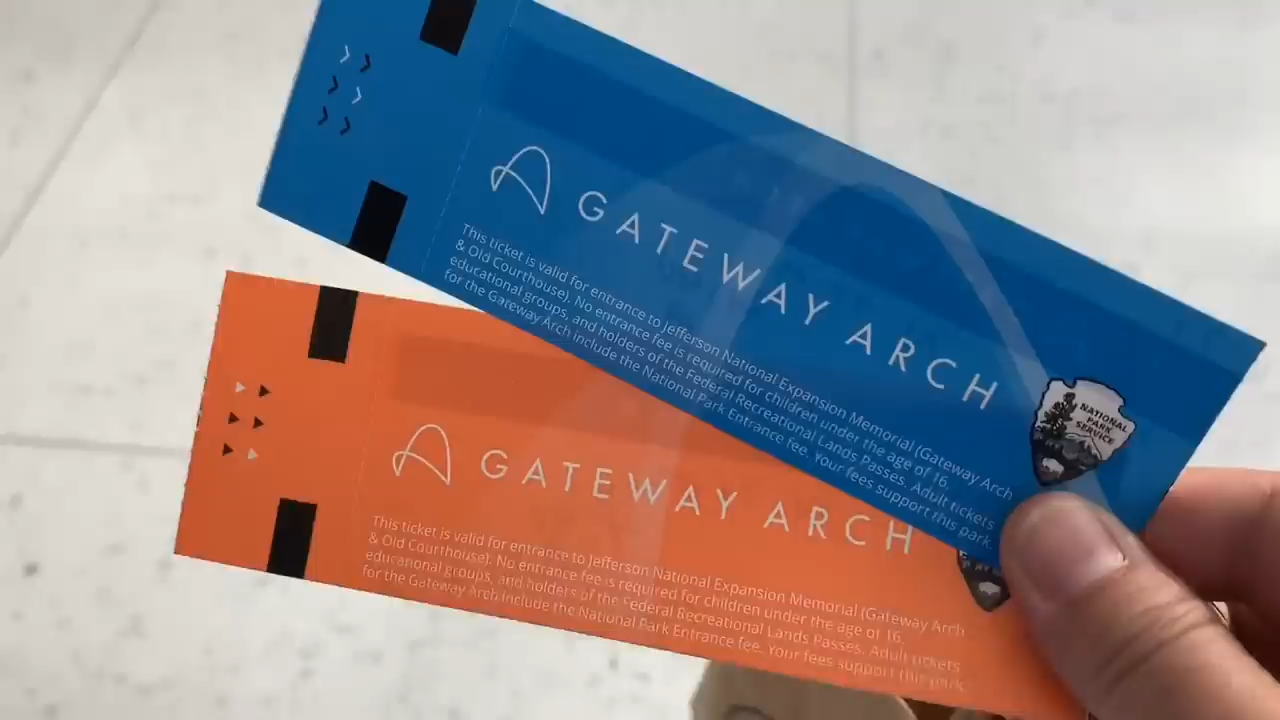 GATEWAY ARCH
This ticket is valid for entrance to Jefferson National Expansion Memorial (Gateway Arch
& Old Courthouse). No entrance fee is required for children under the age of 16,
educational groups, and holders of the Federal Recreational Lands Passes. Adult tickets
for the Gateway Arch include the National Park Entrance fee. Your fees support this park.
NATIONAL
PARK
SERVICE
GATEWAY ARCH
This ticket is valid for entrance to Jefferson National Expansion Memorial (Gateway Arch
& Old Courthouse). No entrance fee is required for children under the age of 16,
educational groups, and holders of the Federal Recreational Lands Passes. Adult tickets
for the Gateway Arch include the National Park Entrance fee. Your fees support this park.